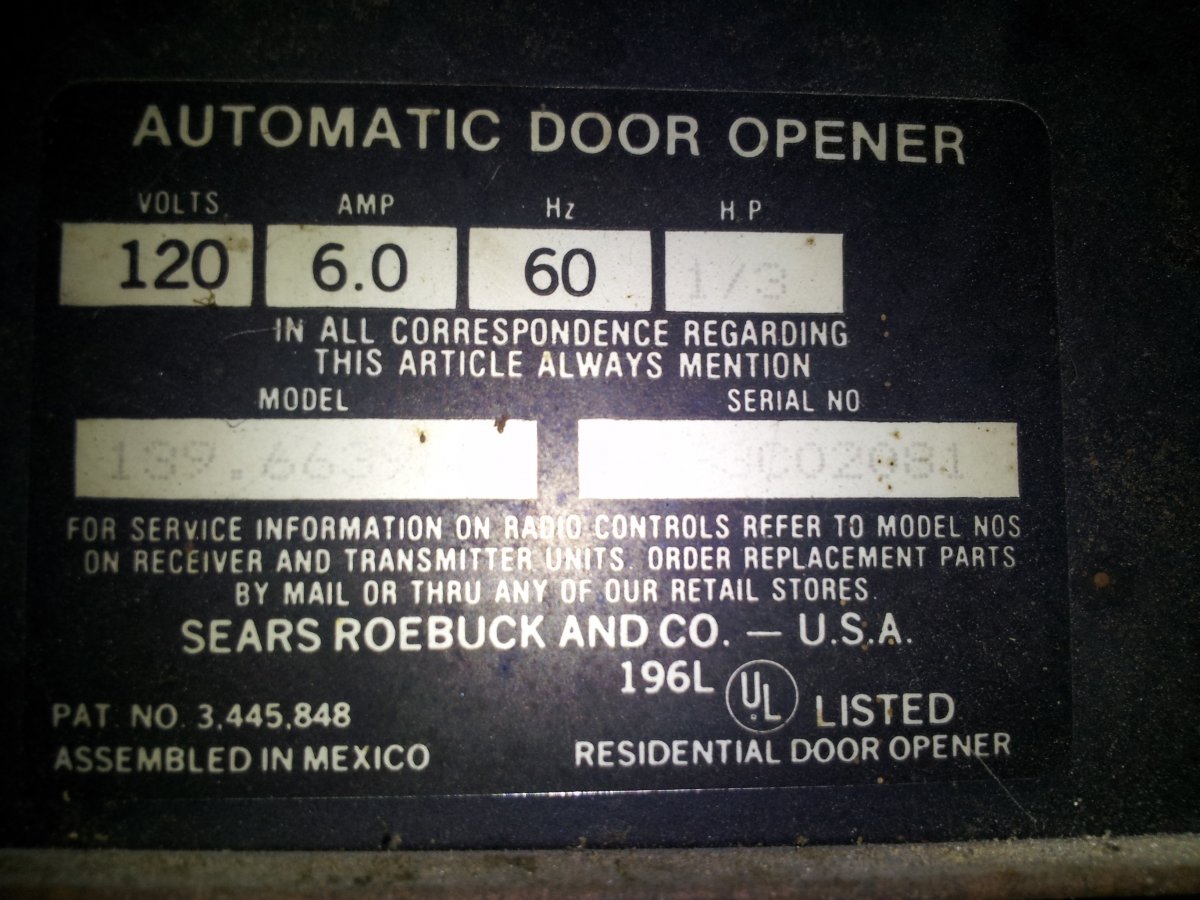 AUTOMATIC DOOR OPENER
VOLTS AMP Hz H.P
120 6.0 60 1/3
IN ALL CORRESPONDENCE REGARDING
THIS ARTICLE ALWAYS MENTION
MODEL SERIAL NO
FOR SERVICE INFORMATION ON RADIO CONTROLS REFER TO MODEL NOS
ON RECEIVER AND TRANSMITTER UNITS. ORDER REPLACEMENT PARTS
BY MAIL OR THRU ANY OF OUR RETAIL STORES.
SEARS ROEBUCK AND CO. — U.S.A.
196L UL LISTED
PAT. NO. 3,445,848
ASSEMBLED IN MEXICO
RESIDENTIAL DOOR OPENER